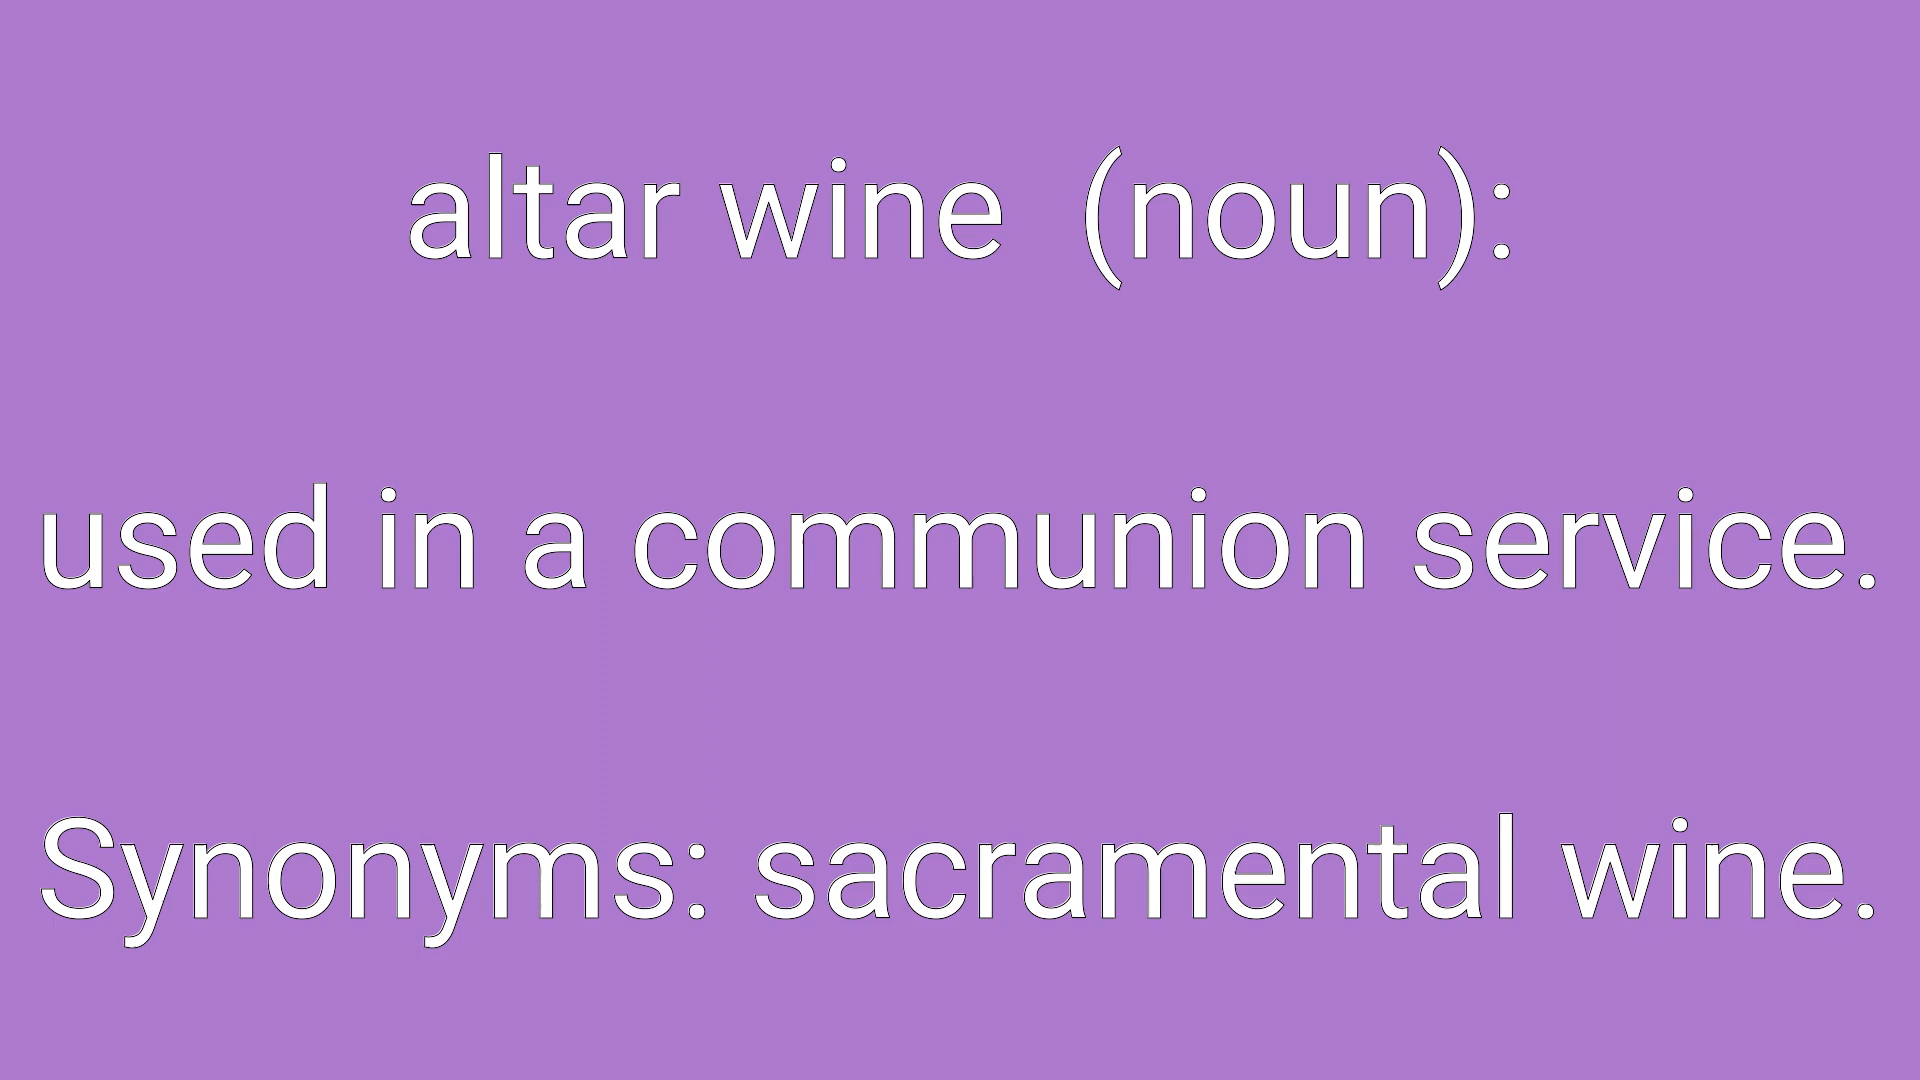 altar wine  (noun):
used in a communion service.
Synonyms: sacramental wine.